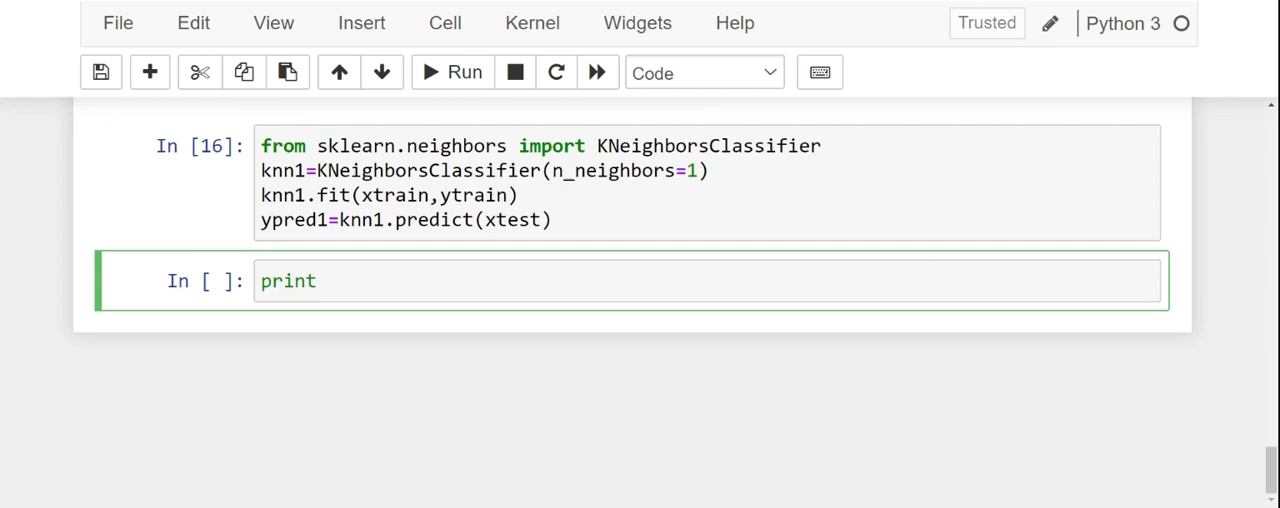 File Edit View Insert Cell Kernel Widgets Help Trusted Python 3
Run Code
In [16]: from sklearn.neighbors import KNeighborsClassifier
knn1=KNeighborsClassifier(n_neighbors=1)
knn1.fit(xtrain,ytrain)
ypred1=knn1.predict(xtest)
In [ ]: print